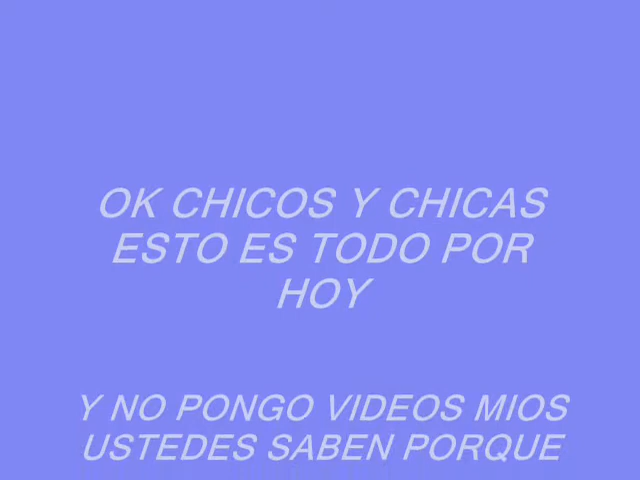 OK CHICOS Y CHICAS
ESTO ES TODO POR
HOY
Y NO PONGO VIDEOS MIOS
USTEDES SABEN PORQUE